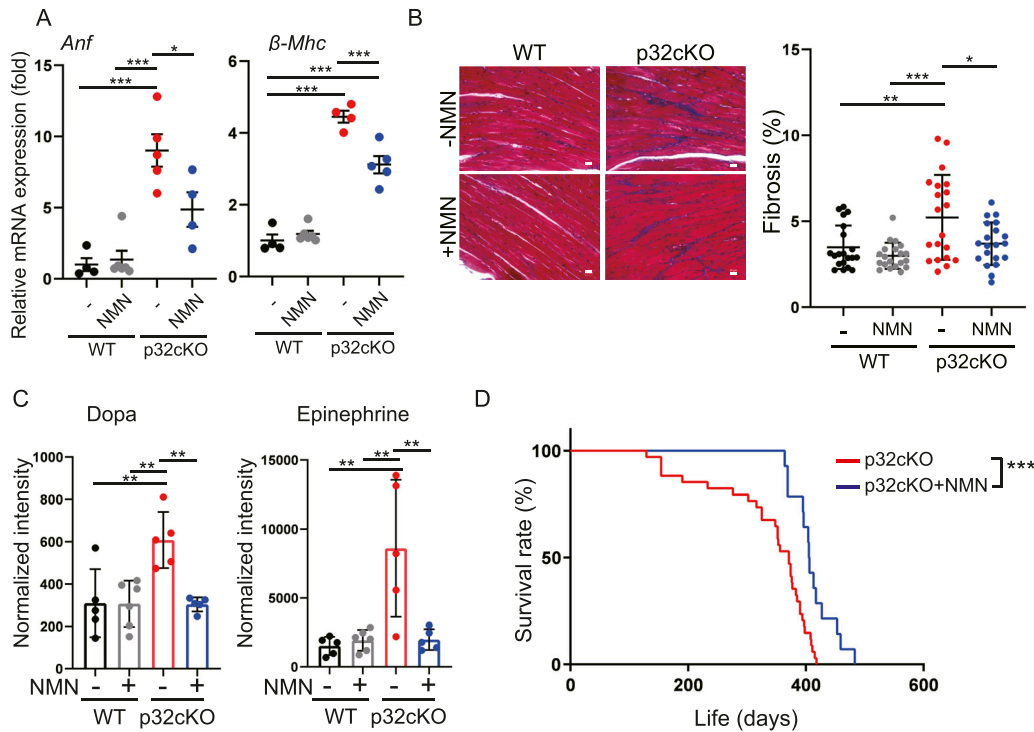 A
Anf
β-Mhc
Relative mRNA expression (fold)
15
10
5
0
***
***
*
-
NMN
-
NMN
WT
p32cKO
6
4
2
0
***
***
***
-
NMN
-
NMN
WT
p32cKO
B
WT
p32cKO
-NMN
+NMN
Fibrosis (%)
15
10
5
0
*
***
**
-
NMN
-
NMN
WT
p32cKO
C
Dopa
Normalized intensity
1000
800
600
400
200
0
**
**
**
NMN
-
+
-
+
WT
p32cKO
Epinephrine
Normalized intensity
15000
10000
5000
0
**
**
**
NMN
-
+
-
+
WT
p32cKO
D
Survival rate (%)
100
50
0
0
200
400
600
Life (days)
p32cKO
p32cKO+NMN
***